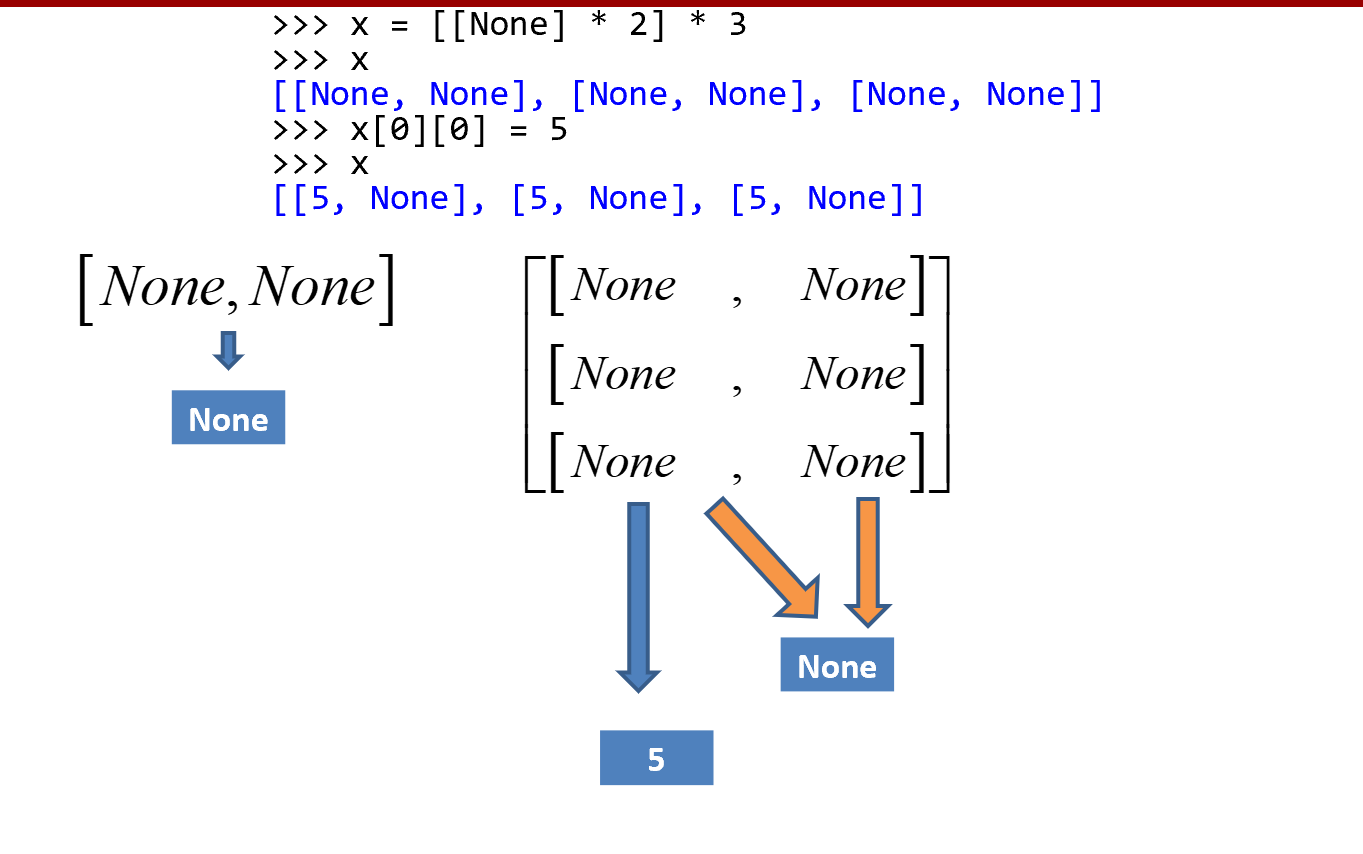 >>> x = [[None] * 2] * 3
>>> x
[[None, None], [None, None], [None, None]]
>>> x[0][0] = 5
>>> x
[[5, None], [5, None], [5, None]]
[None, None]
None
[[None , None]
[None , None]
[None , None]]
None
5